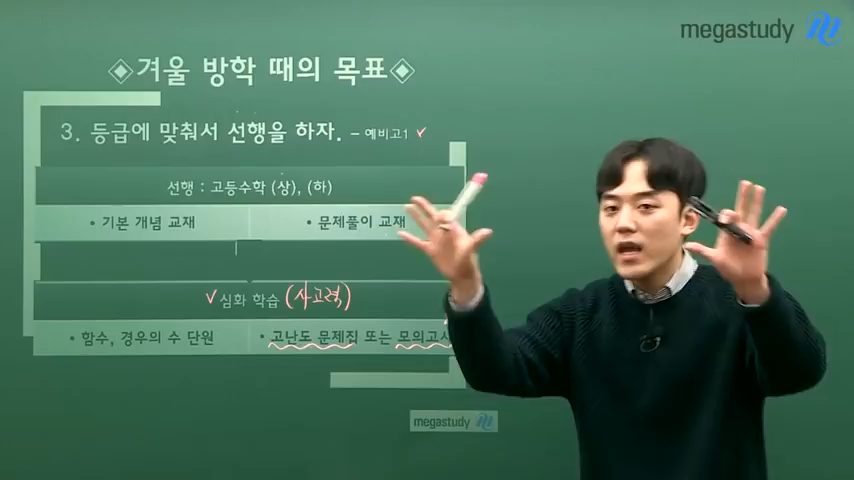 megastudy
◈겨울 방학 때의 목표◈
3. 등급에 맞춰서 선행을 하자. – 예비고1 ✓
선행 : 고등수학 (상), (하)
• 기본 개념 교재 • 문제풀이 교재
✓심화 학습 (사고력)
• 함수, 경우의 수 단원 • 고난도 문제집 또는 모의고사
megastudy